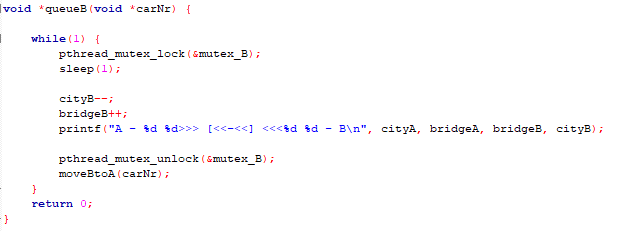 void *queueB(void *carNr) {
while(1) {
pthread_mutex_lock(&mutex_B);
sleep(1);
cityB--;
bridgeB++;
printf("A - %d %d>>> [<<-<<] <<<%d %d - B\n", cityA, bridgeA, bridgeB, cityB);
pthread_mutex_unlock(&mutex_B);
moveBtoA(carNr);
}
return 0;
}